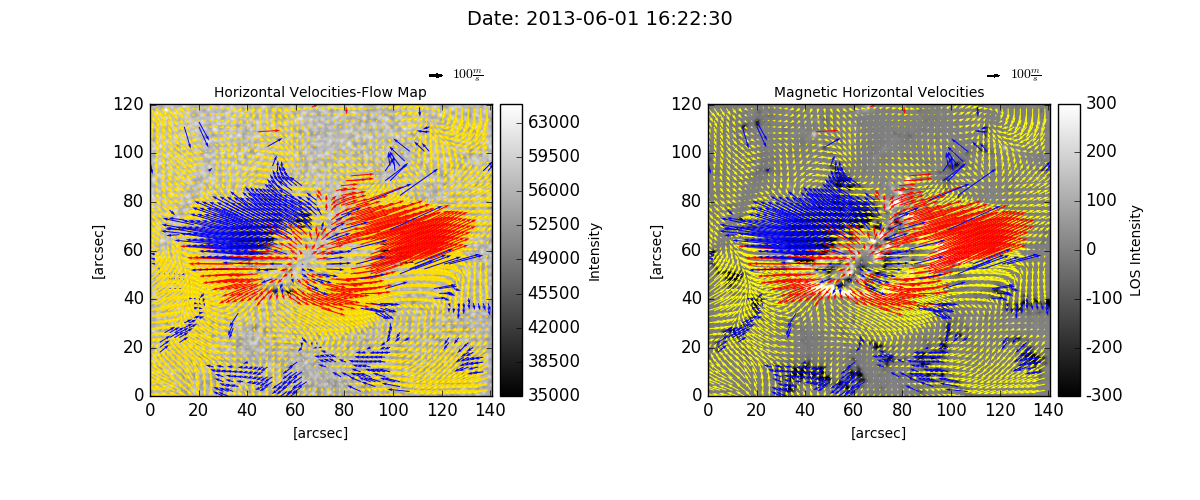 Date: 2013-06-01 16:22:30
100 m/s
Horizontal Velocities-Flow Map
120
100
80
60
40
20
0
[arcsec]
0 20 40 60 80 100 120 140
[arcsec]
63000
59500
56000
52500
49000
45500
42000
38500
35000
Intensity
100 m/s
Magnetic Horizontal Velocities
120
100
80
60
40
20
0
[arcsec]
0 20 40 60 80 100 120 140
[arcsec]
300
200
100
0
-100
-200
-300
LOS Intensity